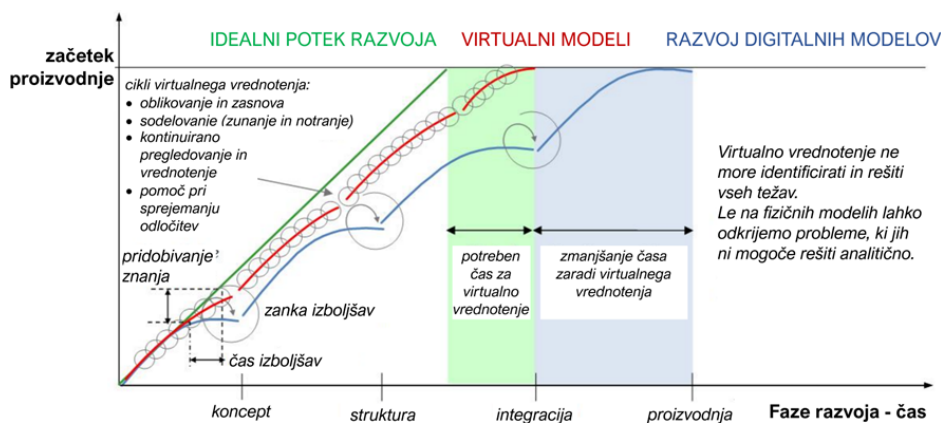 IDEALNI POTEK RAZVOJA
VIRTUALNI MODELI
RAZVOJ DIGITALNIH MODELOV
začetek
proizvodnje
cikli virtualnega vrednotenja:
• oblikovanje in zasnova
• sodelovanje (zunanje in notranje)
• kontinuirano
pregledovanje in
vrednotenje
• pomoč pri
sprejemanju
odločitev
pridobivanje
znanja
zanka izboljšav
čas izboljšav
potreben
čas za
virtualno
vrednotenje
zmanjšanje časa
zaradi virtualnega
vrednotenja
Virtualno vrednotenje ne
more identificirati in rešiti
vseh težav.
Le na fizičnih modelih lahko
odkrijemo probleme, ki jih
ni mogoče rešiti analitično.
koncept
struktura
integracija
proizvodnja
Faze razvoja - čas